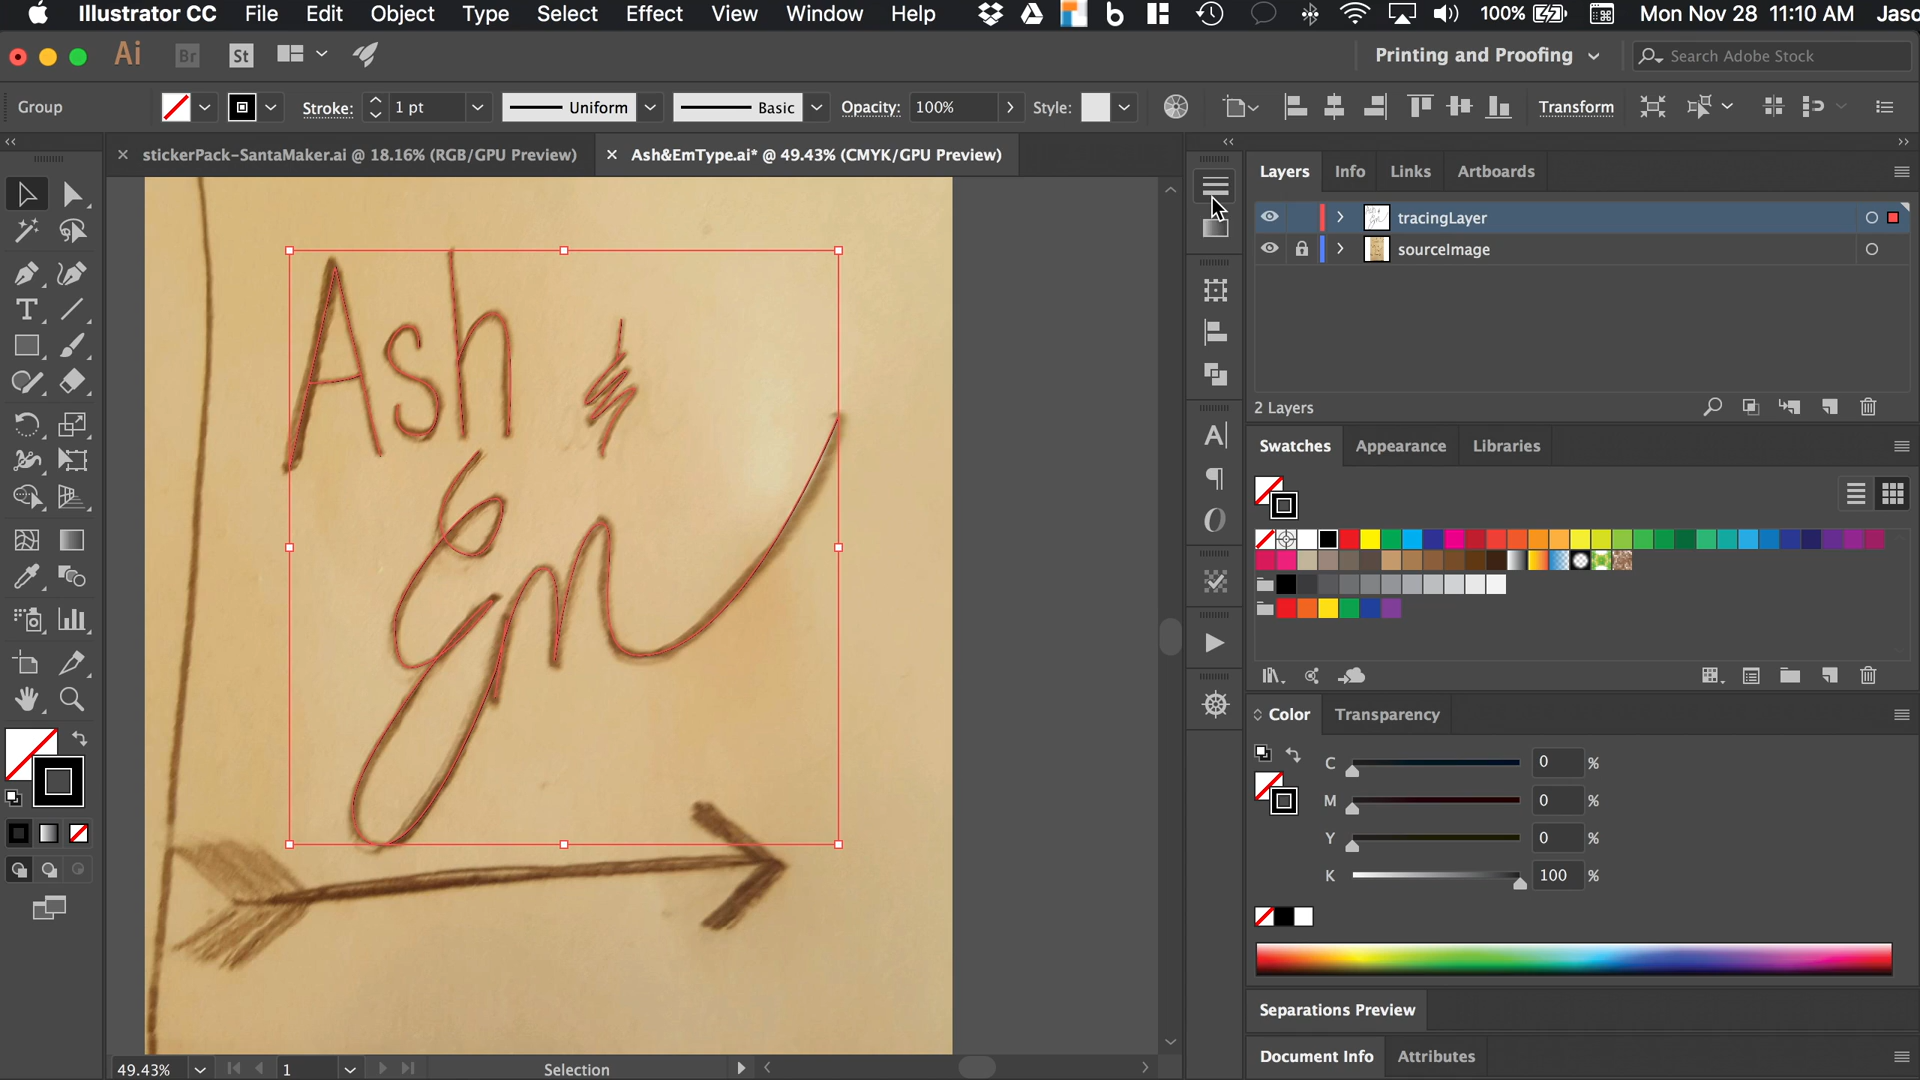 Illustrator CC File Edit Object Type Select Effect View Window Help 100% Mon Nov 28 11:10 AM Jaso
Ai Br St Printing and Proofing Search Adobe Stock
Group Stroke: 1 pt Uniform Basic Opacity: 100% Style: Transform
stickerPack-SantaMaker.ai @ 18.16% (RGB/GPU Preview) Ash&EmType.ai* @ 49.43% (CMYK/GPU Preview)
Layers Info Links Artboards
tracingLayer
sourceImage
2 Layers
Swatches Appearance Libraries
Color Transparency
C 0 %
M 0 %
Y 0 %
K 100 %
Separations Preview
Document Info Attributes
Ash &
Em
49.43% 1 Selection